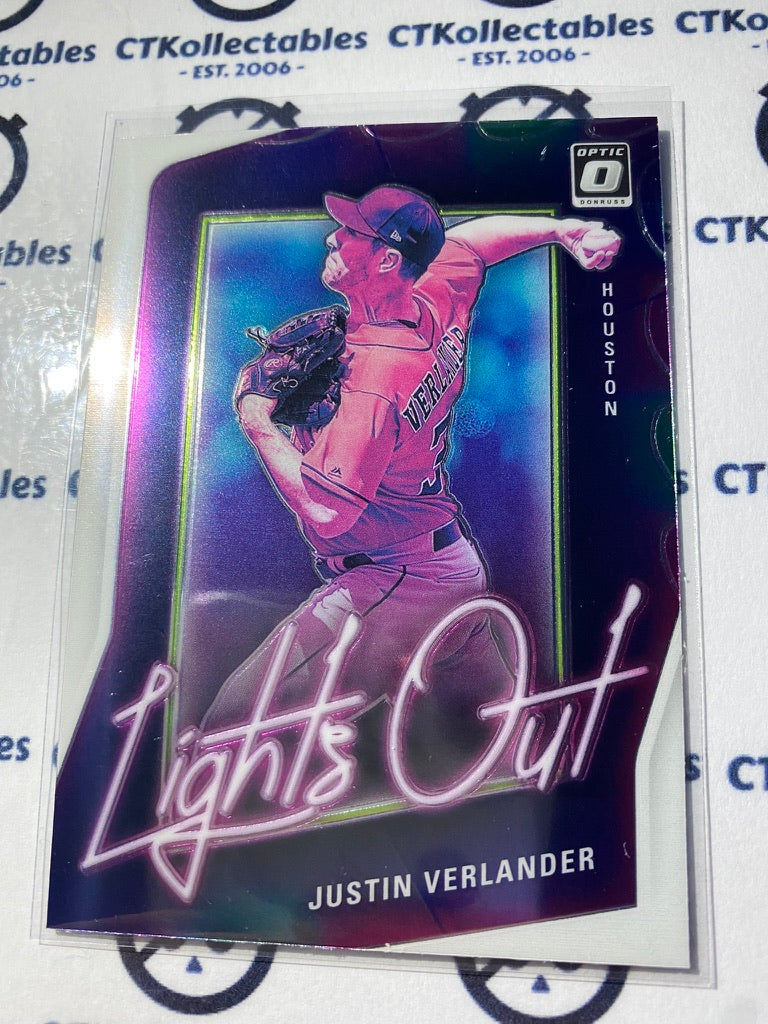 CTKollectables
CTKollectables
- EST. 2006 -
- EST. 2006 -
OPTIC
O
DONRUSS
HOUSTON
VERLANDER
Lights Out
JUSTIN VERLANDER